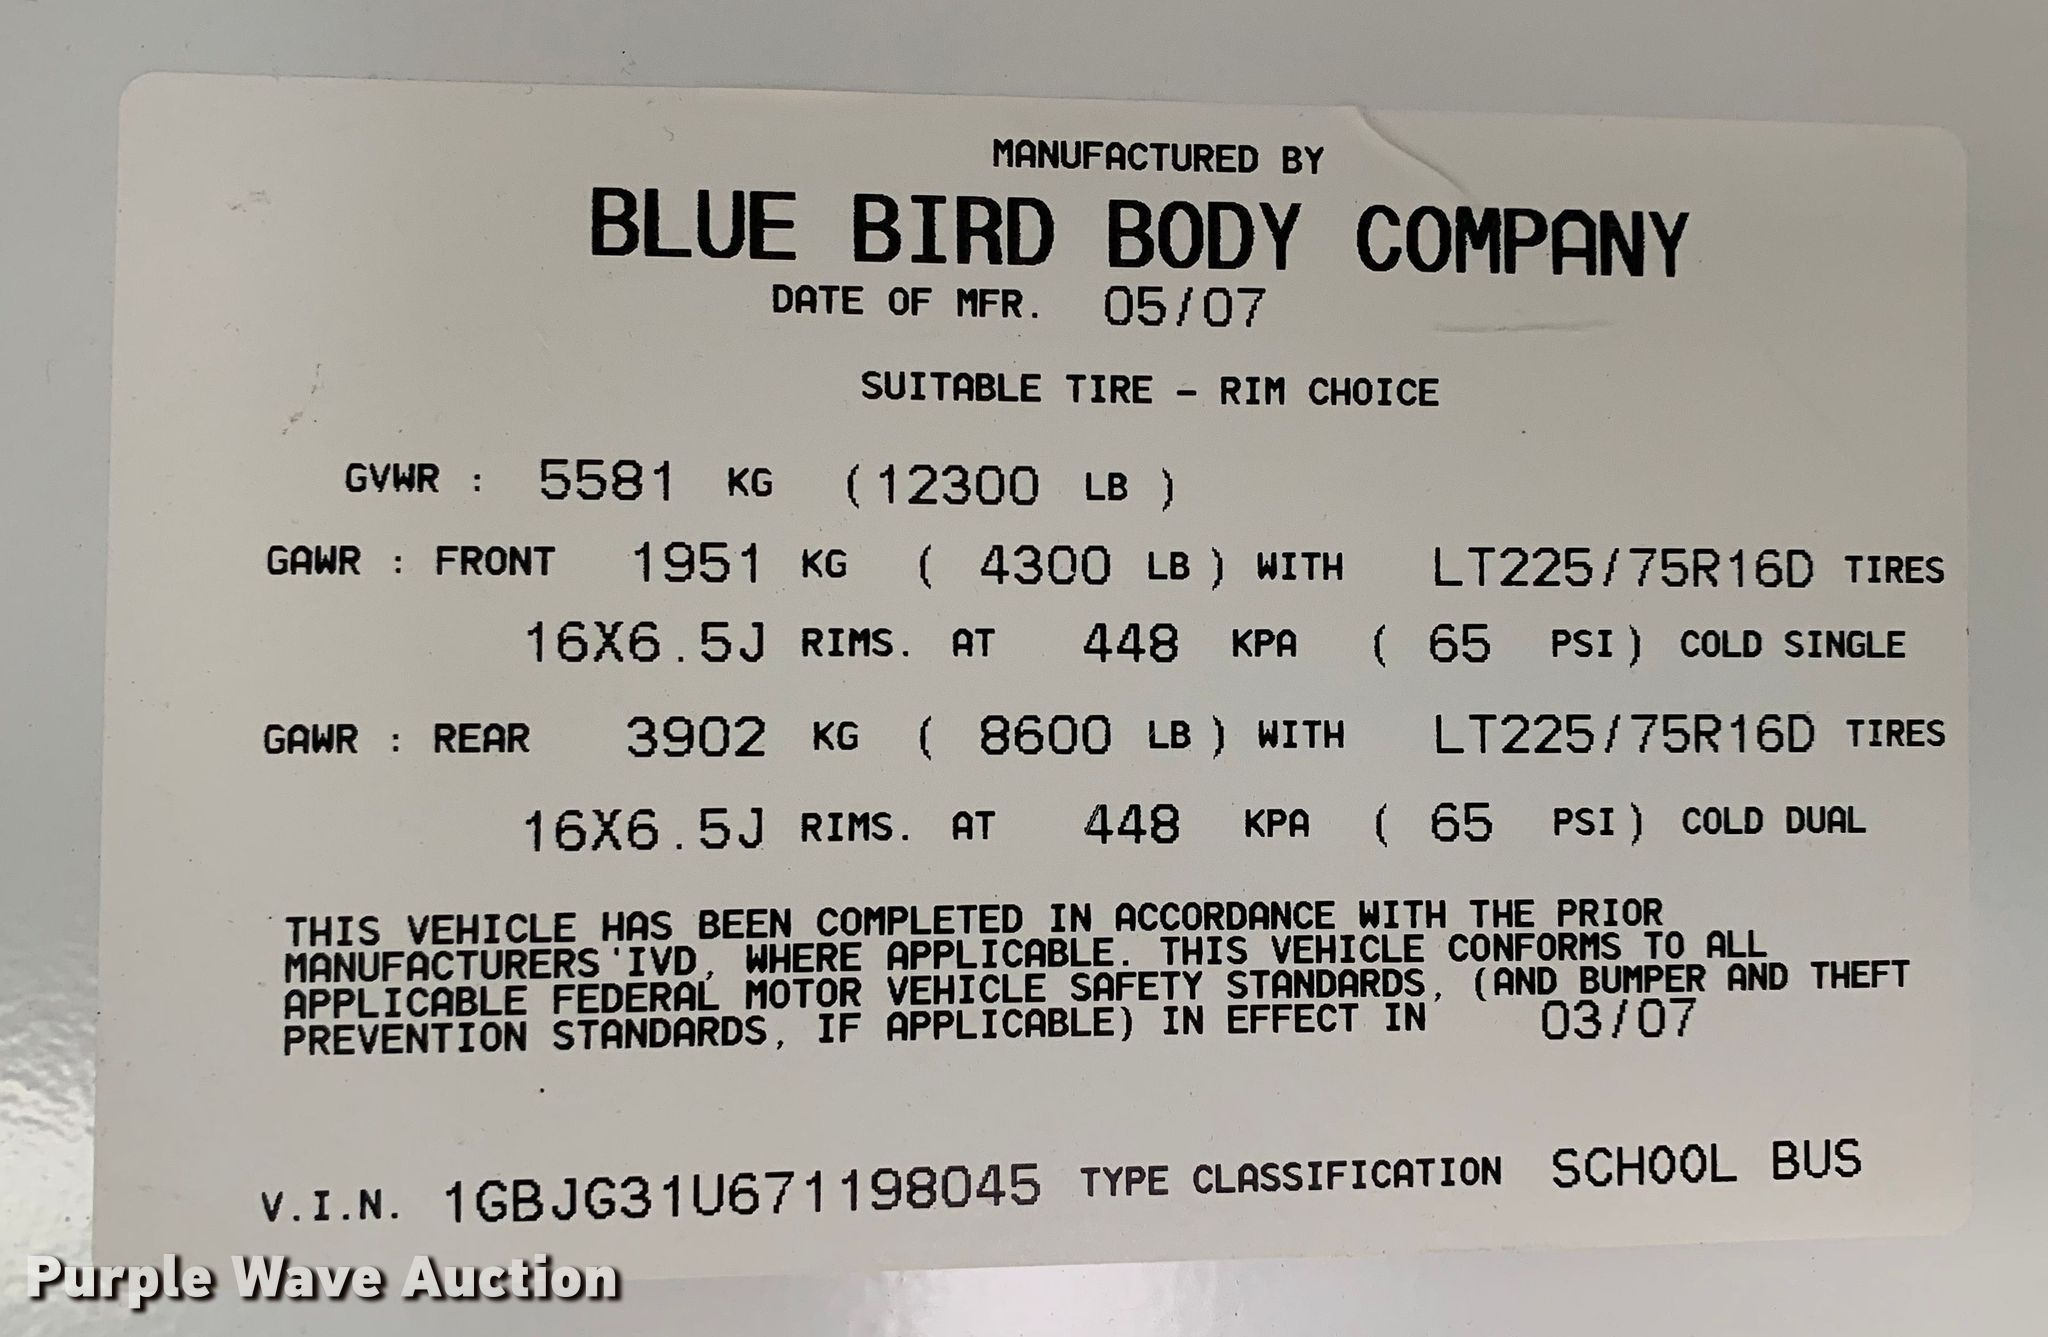 MANUFACTURED BY
BLUE BIRD BODY COMPANY
DATE OF MFR. 05/07
SUITABLE TIRE - RIM CHOICE
GVWR : 5581 KG (12300 LB )
GAWR : FRONT 1951 KG ( 4300 LB ) WITH LT225/75R16D TIRES
16X6.5J RIMS. AT 448 KPA ( 65 PSI ) COLD SINGLE
GAWR : REAR 3902 KG ( 8600 LB ) WITH LT225/75R16D TIRES
16X6.5J RIMS. AT 448 KPA ( 65 PSI ) COLD DUAL
THIS VEHICLE HAS BEEN COMPLETED IN ACCORDANCE WITH THE PRIOR
MANUFACTURERS'IVD, WHERE APPLICABLE. THIS VEHICLE CONFORMS TO ALL
APPLICABLE FEDERAL MOTOR VEHICLE SAFETY STANDARDS, (AND BUMPER AND THEFT
PREVENTION STANDARDS, IF APPLICABLE) IN EFFECT IN 03/07
V.I.N. 1GBJG31U671198045 TYPE CLASSIFICATION SCHOOL BUS
Purple Wave Auction